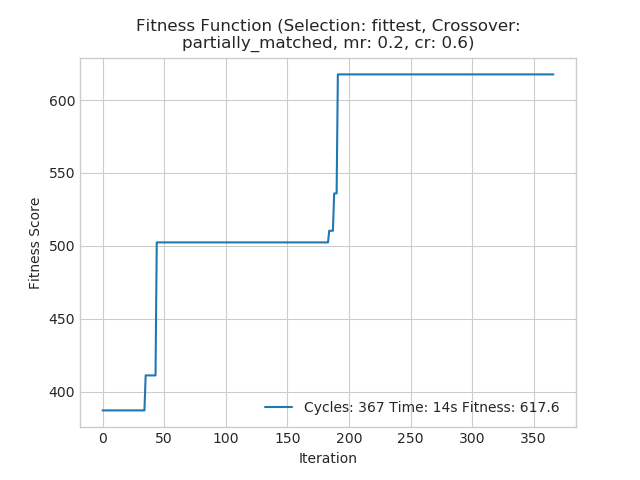 Fitness Function (Selection: fittest, Crossover:
partially_matched, mr: 0.2, cr: 0.6)
Fitness Score
600
550
500
450
400
Cycles: 367 Time: 14s Fitness: 617.6
0 50 100 150 200 250 300 350
Iteration